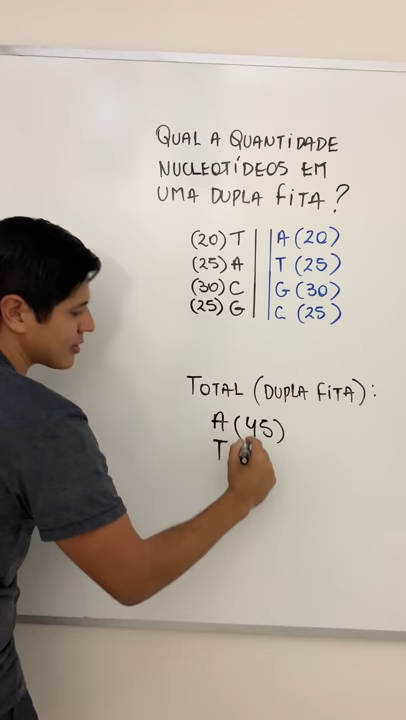 QUAL A QUANTIDADE
NUCLEOTÍDEOS EM
UMA DUPLA FITA?
(20) T A (20)
(25) A T (25)
(30) C G (30)
(25) G C (25)
TOTAL (DUPLA FITA):
A (45)
T